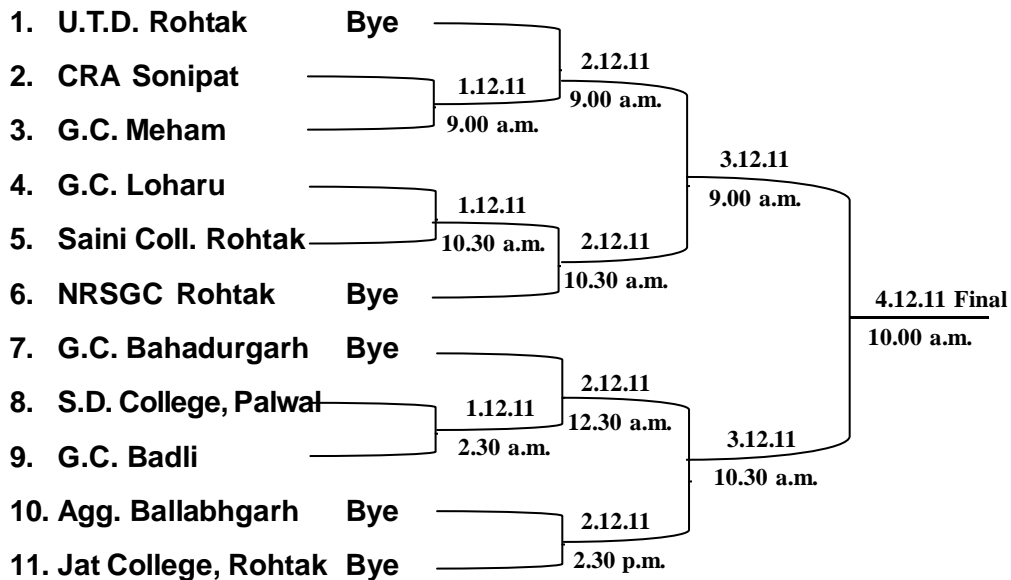 1. U.T.D. Rohtak Bye
2. CRA Sonipat
3. G.C. Meham
4. G.C. Loharu
5. Saini Coll. Rohtak
6. NRSGC Rohtak Bye
7. G.C. Bahadurgarh Bye
8. S.D. College, Palwal
9. G.C. Badli
10. Agg. Ballabhgarh Bye
11. Jat College, Rohtak Bye
1.12.11
9.00 a.m.
1.12.11
10.30 a.m.
1.12.11
2.30 a.m.
2.12.11
9.00 a.m.
2.12.11
10.30 a.m.
2.12.11
12.30 a.m.
2.12.11
2.30 p.m.
3.12.11
9.00 a.m.
3.12.11
10.30 a.m.
4.12.11 Final
10.00 a.m.